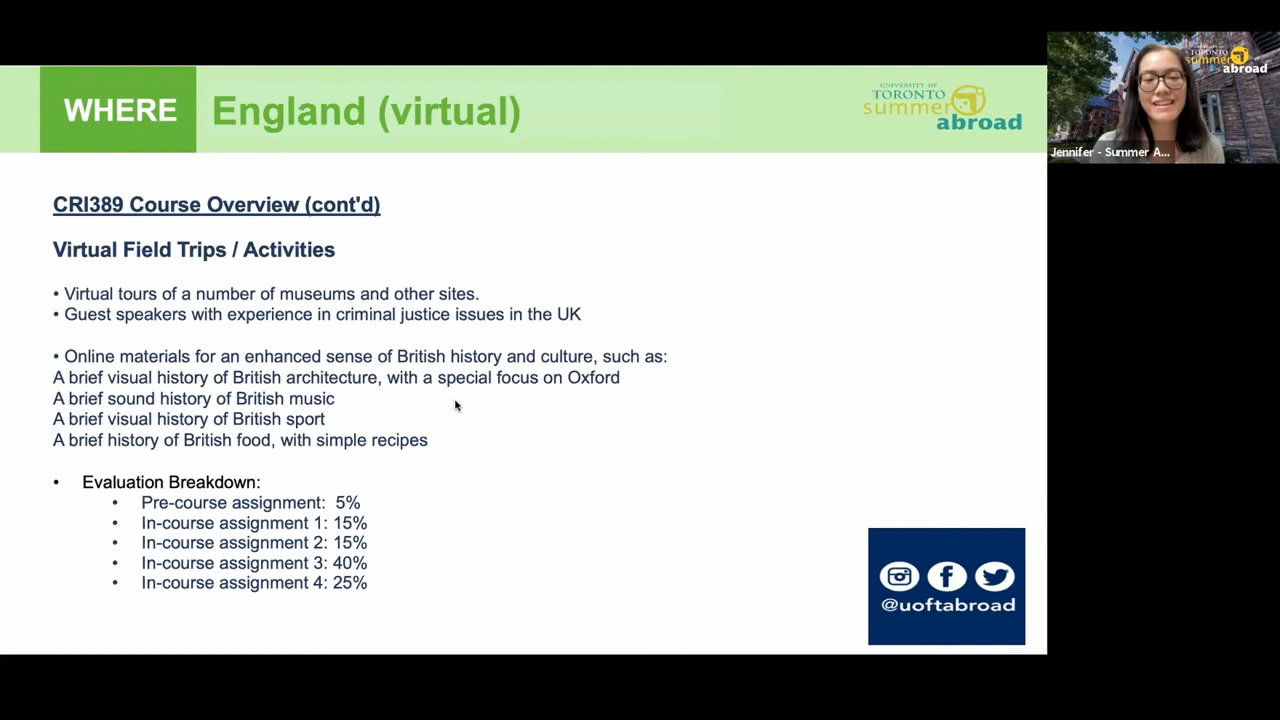 WHERE
England (virtual)
UNIVERSITY OF
TORONTO
summer
abroad
UNIVERSITY OF
TORONTO
summer
abroad
Jennifer - Summer A...
CRI389 Course Overview (cont'd)
Virtual Field Trips / Activities
• Virtual tours of a number of museums and other sites.
• Guest speakers with experience in criminal justice issues in the UK
• Online materials for an enhanced sense of British history and culture, such as:
A brief visual history of British architecture, with a special focus on Oxford
A brief sound history of British music
A brief visual history of British sport
A brief history of British food, with simple recipes
• Evaluation Breakdown:
• Pre-course assignment:  5%
• In-course assignment 1: 15%
• In-course assignment 2: 15%
• In-course assignment 3: 40%
• In-course assignment 4: 25%
@uoftabroad